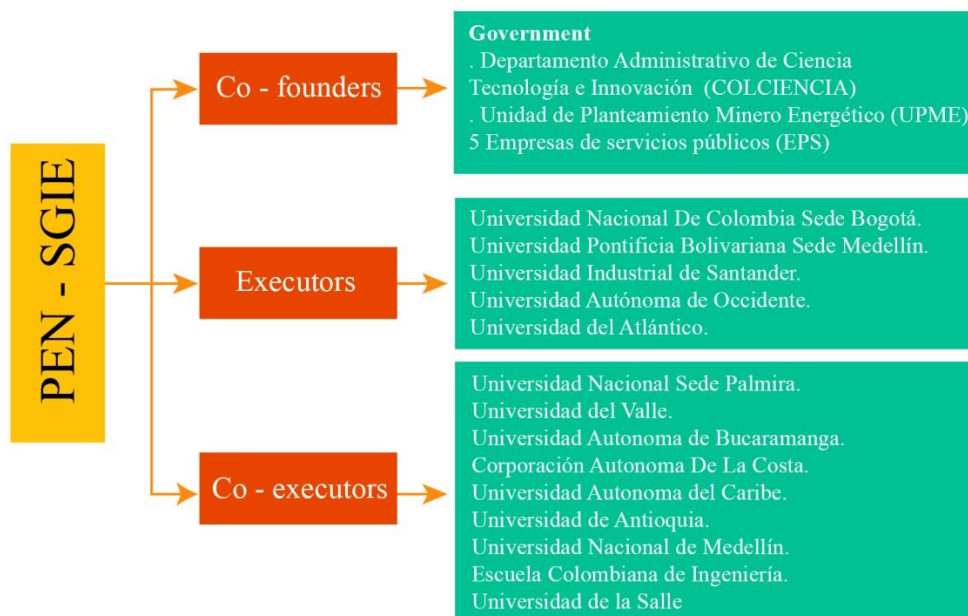 PEN - SGIE
Co - founders
Government
. Departamento Administrativo de Ciencia
Tecnología e Innovación (COLCIENCIA)
. Unidad de Planteamiento Minero Energético (UPME)
5 Empresas de servicios públicos (EPS)
Executors
Universidad Nacional De Colombia Sede Bogotá.
Universidad Pontificia Bolivariana Sede Medellín.
Universidad Industrial de Santander.
Universidad Autónoma de Occidente.
Universidad del Atlántico.
Co - executors
Universidad Nacional Sede Palmira.
Universidad del Valle.
Universidad Autonoma de Bucaramanga.
Corporación Autonoma De La Costa.
Universidad Autonoma del Caribe.
Universidad de Antioquia.
Universidad Nacional de Medellín.
Escuela Colombiana de Ingeniería.
Universidad de la Salle